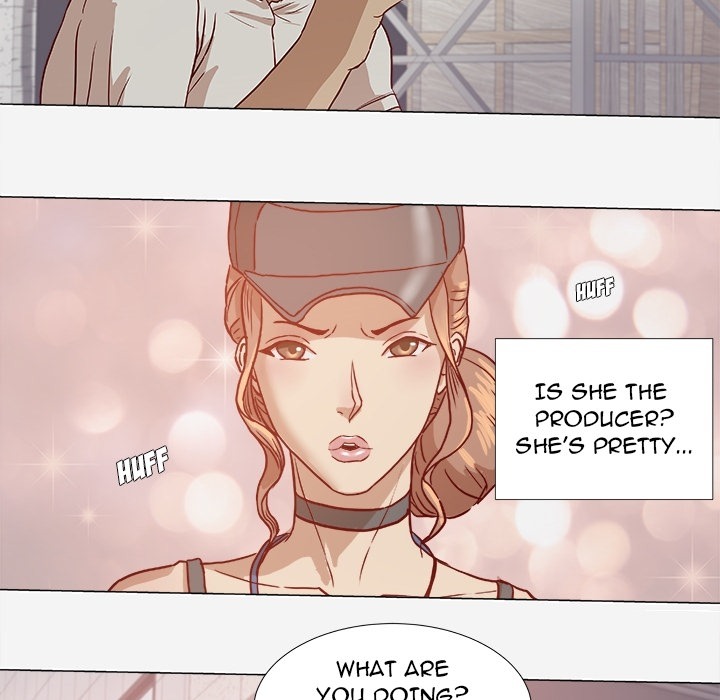 HUFF
IS SHE THE
PRODUCER?
SHE'S PRETTY...
HUFF
WHAT ARE
YOU DOING?